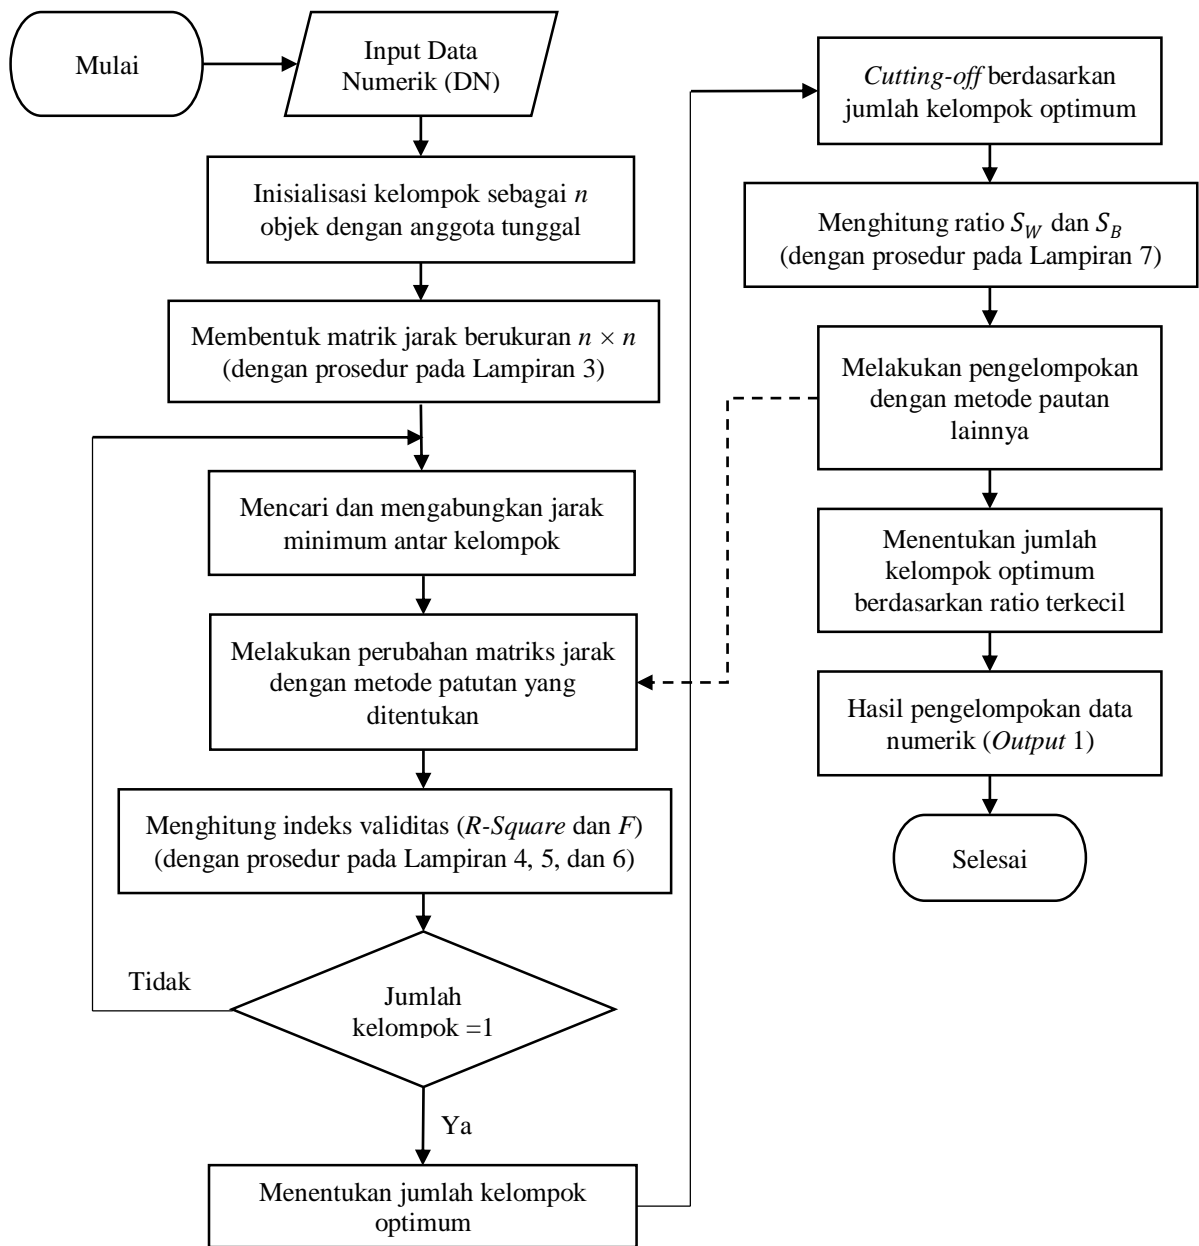 Mulai
Input Data
Numerik (DN)
Inisialisasi kelompok sebagai n
objek dengan anggota tunggal
Membentuk matrik jarak berukuran n × n
(dengan prosedur pada Lampiran 3)
Mencari dan mengabungkan jarak
minimum antar kelompok
Melakukan perubahan matriks jarak
dengan metode patutan yang
ditentukan
Menghitung indeks validitas (R-Square dan F)
(dengan prosedur pada Lampiran 4, 5, dan 6)
Tidak
Jumlah
kelompok =1
Ya
Menentukan jumlah kelompok
optimum
Cutting-off berdasarkan
jumlah kelompok optimum
Menghitung ratio S_W dan S_B
(dengan prosedur pada Lampiran 7)
Melakukan pengelompokan
dengan metode pautan
lainnya
Menentukan jumlah
kelompok optimum
berdasarkan ratio terkecil
Hasil pengelompokan data
numerik (Output 1)
Selesai